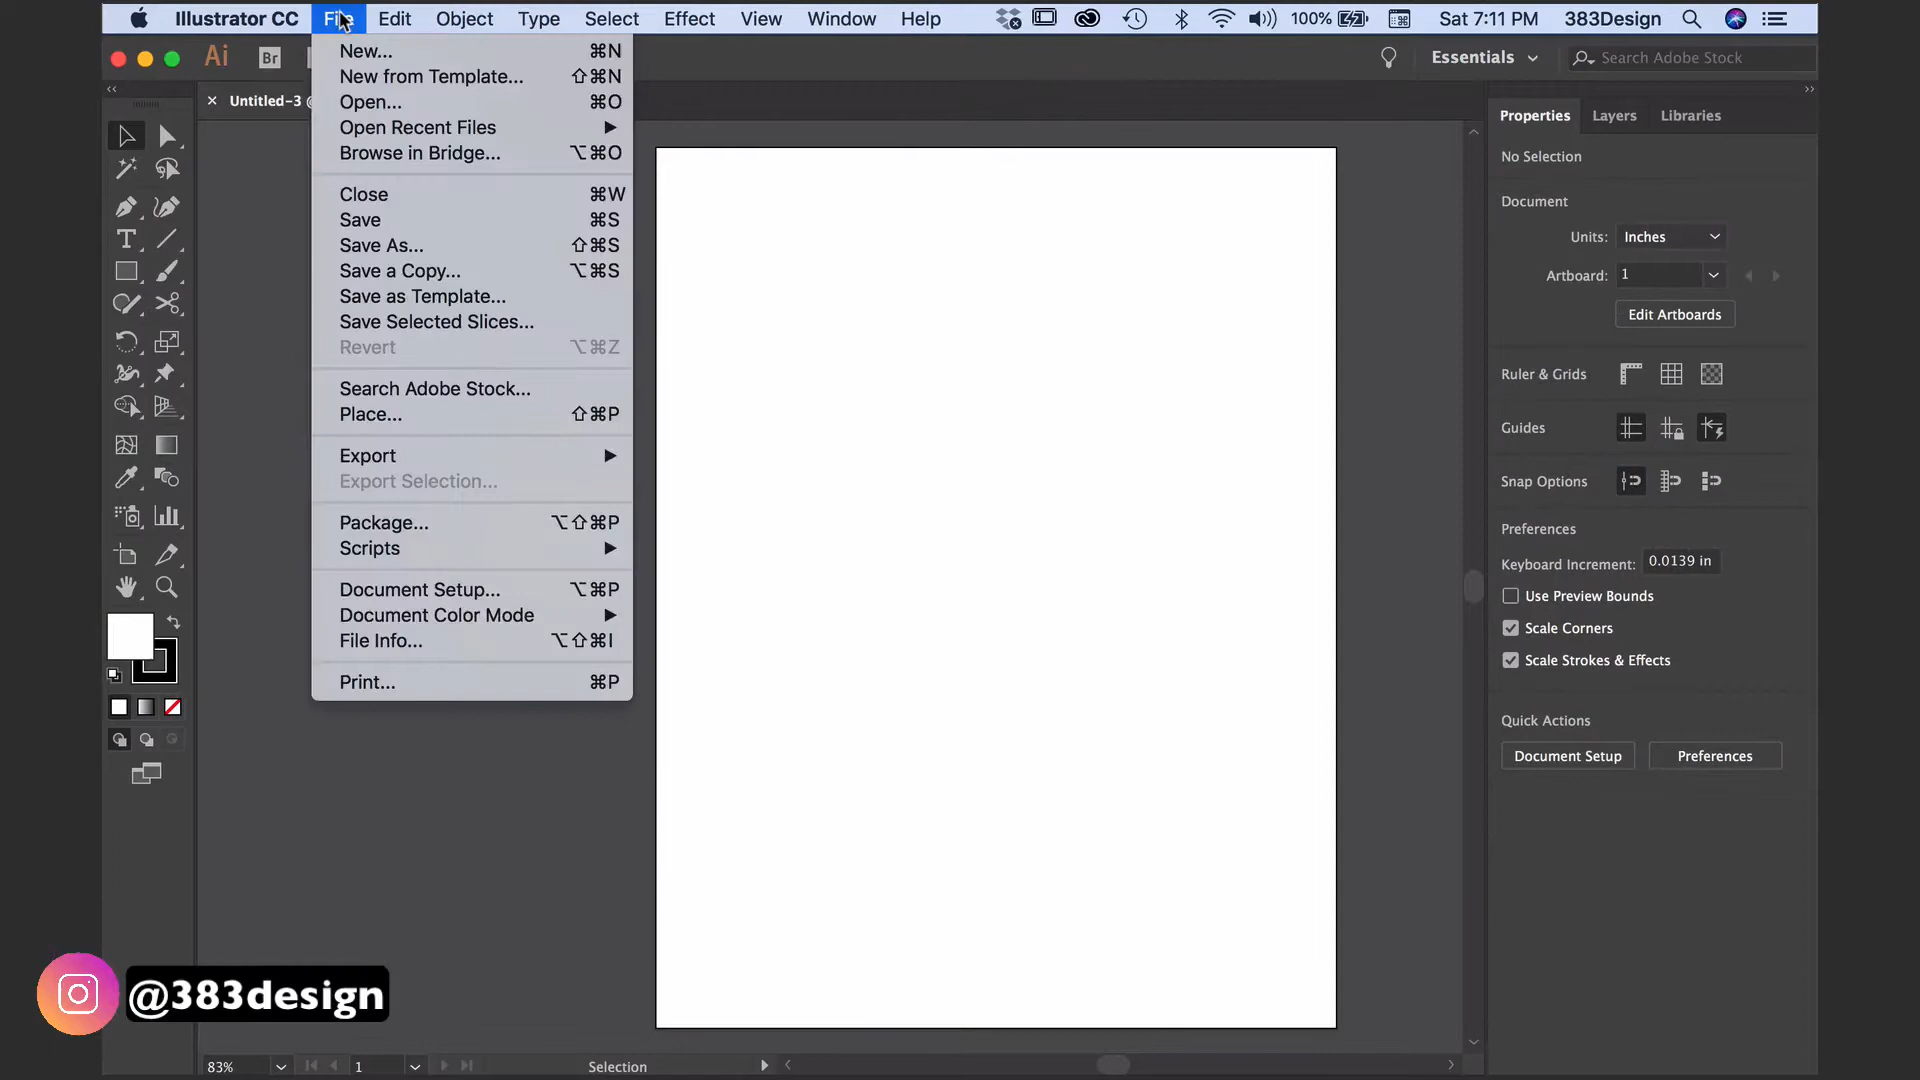 Illustrator CC File Edit Object Type Select Effect View Window Help 100% Sat 7:11 PM 383Design
Ai Br Essentials Search Adobe Stock
Untitled-3 @
New... ⌘N
New from Template... ⇧⌘N
Open... ⌘O
Open Recent Files
Browse in Bridge... ⌥⌘O
Close ⌘W
Save ⌘S
Save As... ⇧⌘S
Save a Copy... ⌥⌘S
Save as Template...
Save Selected Slices...
Revert ⌥⌘Z
Search Adobe Stock...
Place... ⇧⌘P
Export
Export Selection...
Package... ⌥⇧⌘P
Scripts
Document Setup... ⌥⌘P
Document Color Mode
File Info... ⌥⇧⌘I
Print... ⌘P
Properties Layers Libraries
No Selection
Document
Units: Inches
Artboard: 1
Edit Artboards
Ruler & Grids
Guides
Snap Options
Preferences
Keyboard Increment: 0.0139 in
Use Preview Bounds
Scale Corners
Scale Strokes & Effects
Quick Actions
Document Setup Preferences
@383design
83% 1 Selection